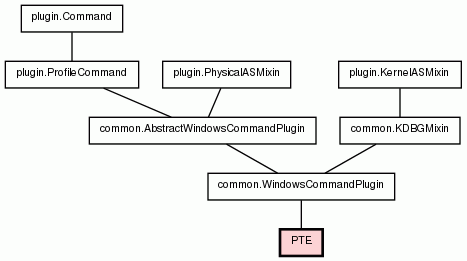 plugin.Command
plugin.ProfileCommand
plugin.PhysicalASMixin
plugin.KernelASMixin
common.AbstractWindowsCommandPlugin
common.KDBGMixin
common.WindowsCommandPlugin
PTE